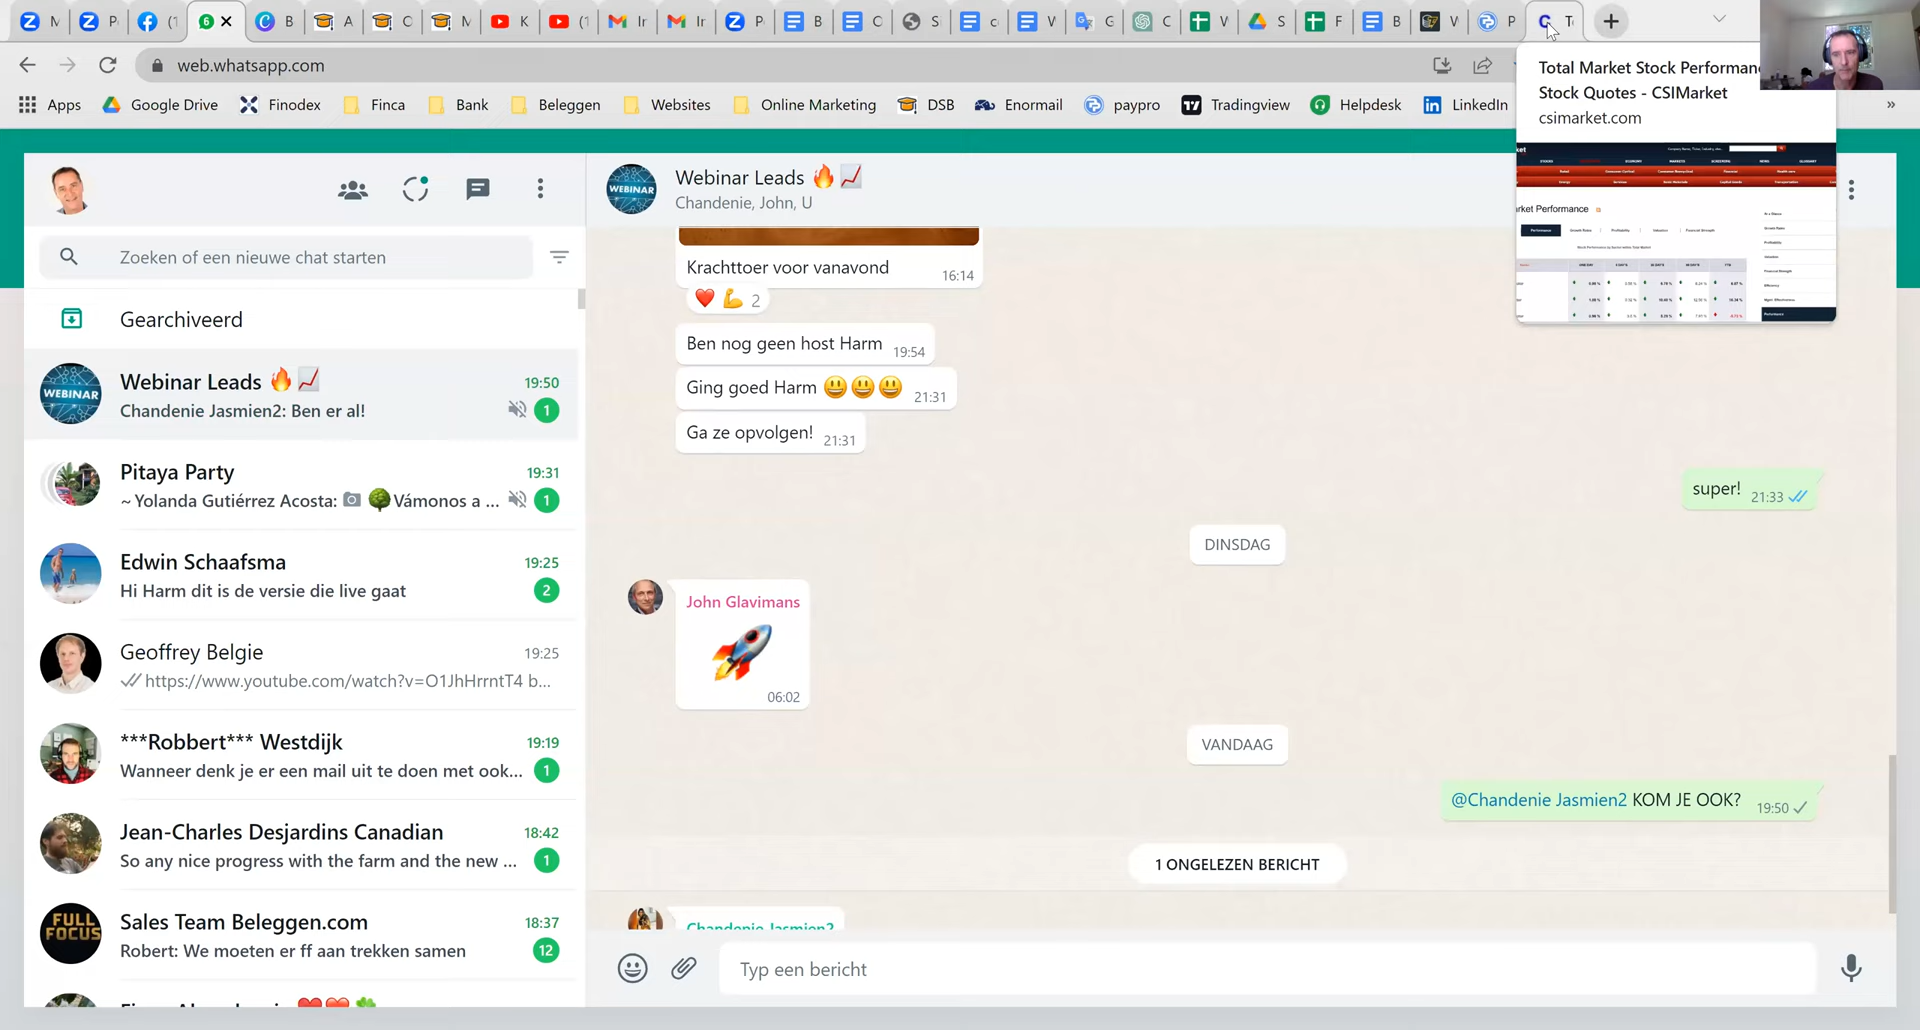 web.whatsapp.com
Apps
Google Drive
Finodex
Finca
Bank
Beleggen
Websites
Online Marketing
DSB
Enormail
paypro
Tradingview
Helpdesk
LinkedIn
»
Total Market Stock Performan
Stock Quotes - CSIMarket
csimarket.com
rket Performance
Zoeken of een nieuwe chat starten
Gearchiveerd
WEBINAR
Webinar Leads 🔥📈
19:50
Chandenie Jasmien2: Ben er al!
1
Pitaya Party
19:31
~ Yolanda Gutiérrez Acosta: 📷 🌳Vámonos a ...
1
Edwin Schaafsma
19:25
Hi Harm dit is de versie die live gaat
2
Geoffrey Belgie
19:25
https://www.youtube.com/watch?v=O1JhHrrntT4 b...
***Robbert*** Westdijk
19:19
Wanneer denk je er een mail uit te doen met ook...
1
Jean-Charles Desjardins Canadian
18:42
So any nice progress with the farm and the new ...
1
FULL
FOCUS
Sales Team Beleggen.com
18:37
Robert: We moeten er ff aan trekken samen
12
WEBINAR
Webinar Leads 🔥📈
Chandenie, John, U
Krachttoer voor vanavond
16:14
❤️💪 2
Ben nog geen host Harm
19:54
Ging goed Harm 😃😃😃
21:31
Ga ze opvolgen!
21:31
super!
21:33
DINSDAG
John Glavimans
🚀
06:02
VANDAAG
@Chandenie Jasmien2 KOM JE OOK?
19:50
1 ONGELEZEN BERICHT
Chandenie Jasmien2
Typ een bericht